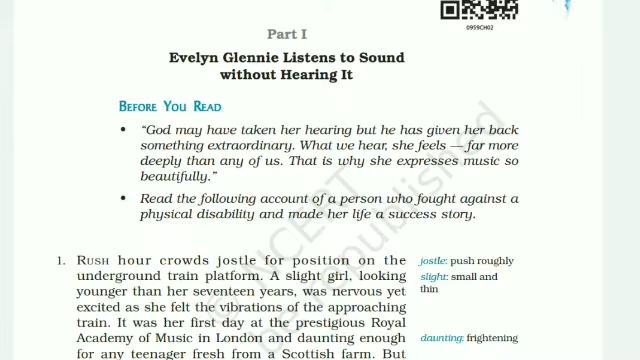 0959CH02
Part I
Evelyn Glennie Listens to Sound
without Hearing It
BEFORE YOU READ
• “God may have taken her hearing but he has given her back
something extraordinary. What we hear, she feels — far more
deeply than any of us. That is why she expresses music so
beautifully.”
• Read the following account of a person who fought against a
physical disability and made her life a success story.
1. RUSH hour crowds jostle for position on the
underground train platform. A slight girl, looking
younger than her seventeen years, was nervous yet
excited as she felt the vibrations of the approaching
train. It was her first day at the prestigious Royal
Academy of Music in London and daunting enough
for any teenager fresh from a Scottish farm. But
jostle: push roughly
slight: small and
thin
daunting: frightening
© NCERT
be republished